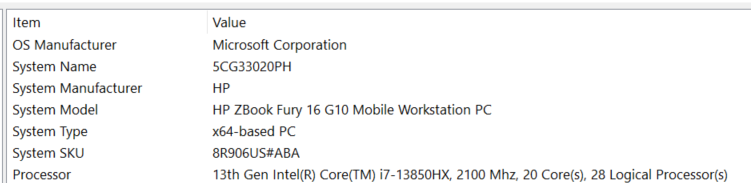 Item Value
OS Manufacturer Microsoft Corporation
System Name 5CG33020PH
System Manufacturer HP
System Model HP ZBook Fury 16 G10 Mobile Workstation PC
System Type x64-based PC
System SKU 8R906US#ABA
Processor 13th Gen Intel(R) Core(TM) i7-13850HX, 2100 Mhz, 20 Core(s), 28 Logical Processor(s)